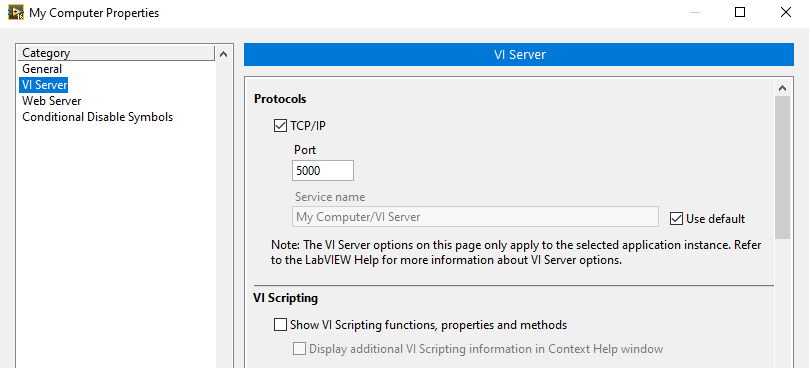 My Computer Properties
Category
General
VI Server
Web Server
Conditional Disable Symbols
VI Server
Protocols
TCP/IP
Port
5000
Service name
My Computer/VI Server
Use default
Note: The VI Server options on this page only apply to the selected application instance. Refer
to the LabVIEW Help for more information about VI Server options.
VI Scripting
Show VI Scripting functions, properties and methods
Display additional VI Scripting information in Context Help window